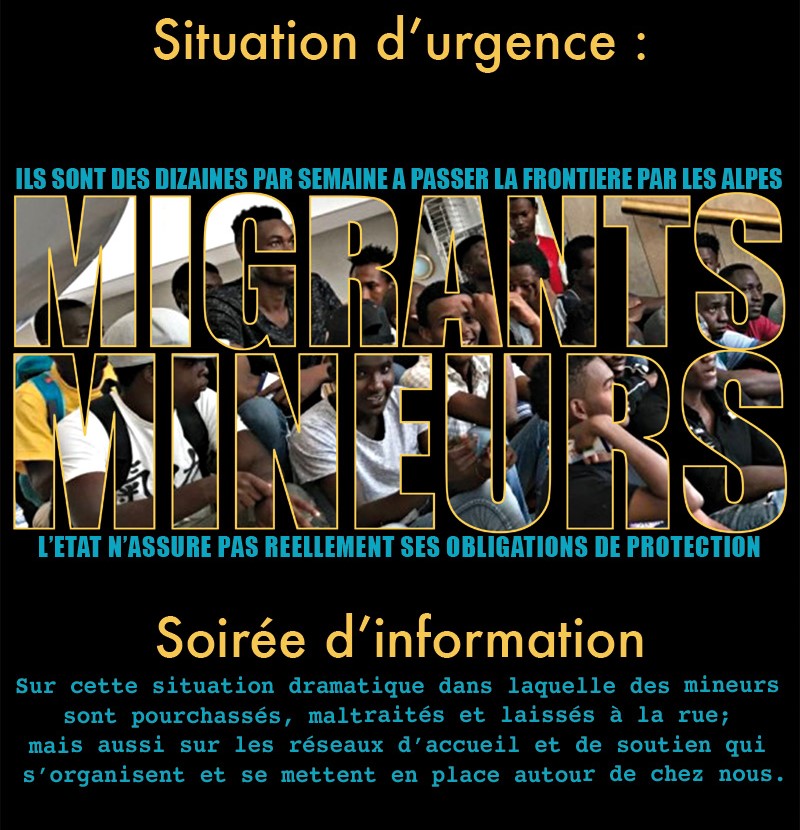 Situation d'urgence :
ILS SONT DES DIZAINES PAR SEMAINE A PASSER LA FRONTIERE PAR LES ALPES
MIGRANTS
MINEURS
L'ETAT N'ASSURE PAS REELLEMENT SES OBLIGATIONS DE PROTECTION
Soirée d'information
Sur cette situation dramatique dans laquelle des mineurs
sont pourchassés, maltraités et laissés à la rue;
mais aussi sur les réseaux d'accueil et de soutien qui
s'organisent et se mettent en place autour de chez nous.